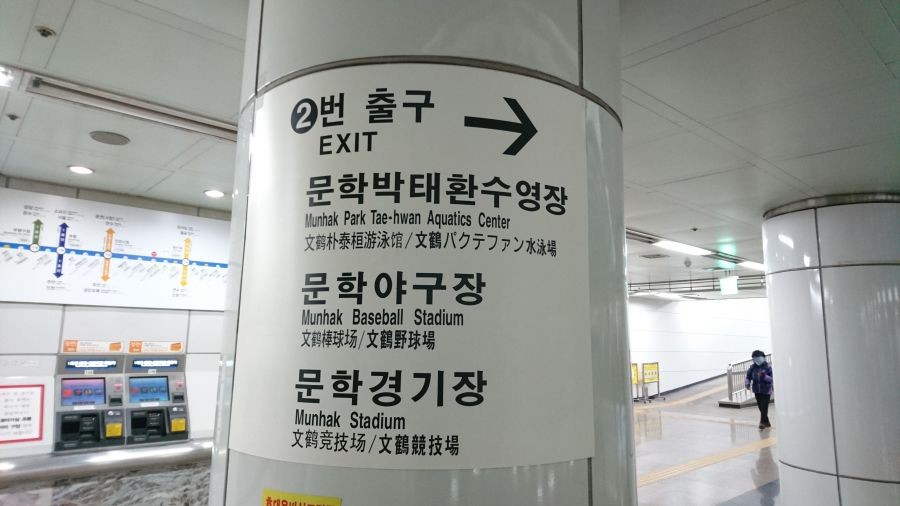 ②번 출구
EXIT
문학박태환수영장
Munhak Park Tae-hwan Aquatics Center
文鹤朴泰桓游泳馆/文鶴パクテファン水泳場
문학야구장
Munhak Baseball Stadium
文鹤棒球场/文鶴野球場
문학경기장
Munhak Stadium
文鹤竞技场/文鶴競技場